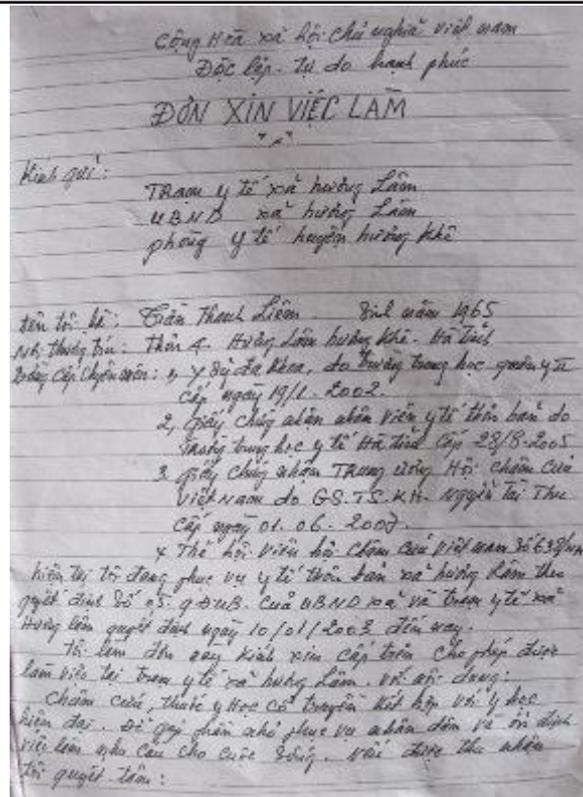 Cộng Hòa xã hội chủ nghĩa việt nam
Độc lập - tự do hạnh phúc
ĐƠN XIN VIỆC LÀM
Kính gửi:
TRạm y tế xã hương Lâm
UBND xã hương Lâm
phòng y tế huyện hương khê
tên tôi là: Trần Thanh Liêm Sinh năm 1965
Thôn 4 - Hương Lâm hương khê - Hà Tĩnh
Bằng cấp chuyên môn: 1, Y Sỹ đa khoa, do trường trung học quân y II
cấp ngày 19/1 - 2002.
2, giấy chứng nhận nhân viên y tế thôn bản do
trường trung học y tế Hà Tĩnh cấp 28/8-2005
3. giấy chứng nhận TRung ương Hội châm cứu
việt Nam do GS.TS.KH. Nguyễn Tài Thu
cấp ngày 01.06.
4 Thẻ hội viên hội châm cứu việt nam số
hiện tại tôi đang phục vụ y tế thôn bản xã hương Lâm theo
quyết định số 05. QĐUB. của UBND xã và trạm y tế xã
Hương lâm quyết định ngày 10/01/2003 đến nay.
Tôi làm đơn này kính xin cấp trên cho phép được
làm việc tại trạm y tế xã hương Lâm. với nội dung:
Châm cứu, thuốc y Học cổ truyền kết hợp với y học
hiện đại. Để góp phần nhỏ phục vụ nhân dân và ổn định
việc làm nhu cầu cho cuộc sống. nếu được thu nhận
tôi quyết tâm: